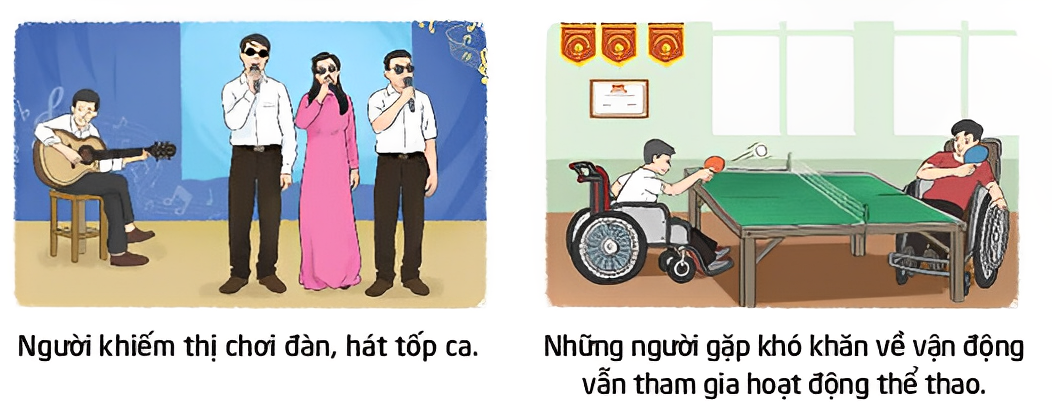 Người khiếm thị chơi đàn, hát tốp ca.
Những người gặp khó khăn về vận động
vẫn tham gia hoạt động thể thao.